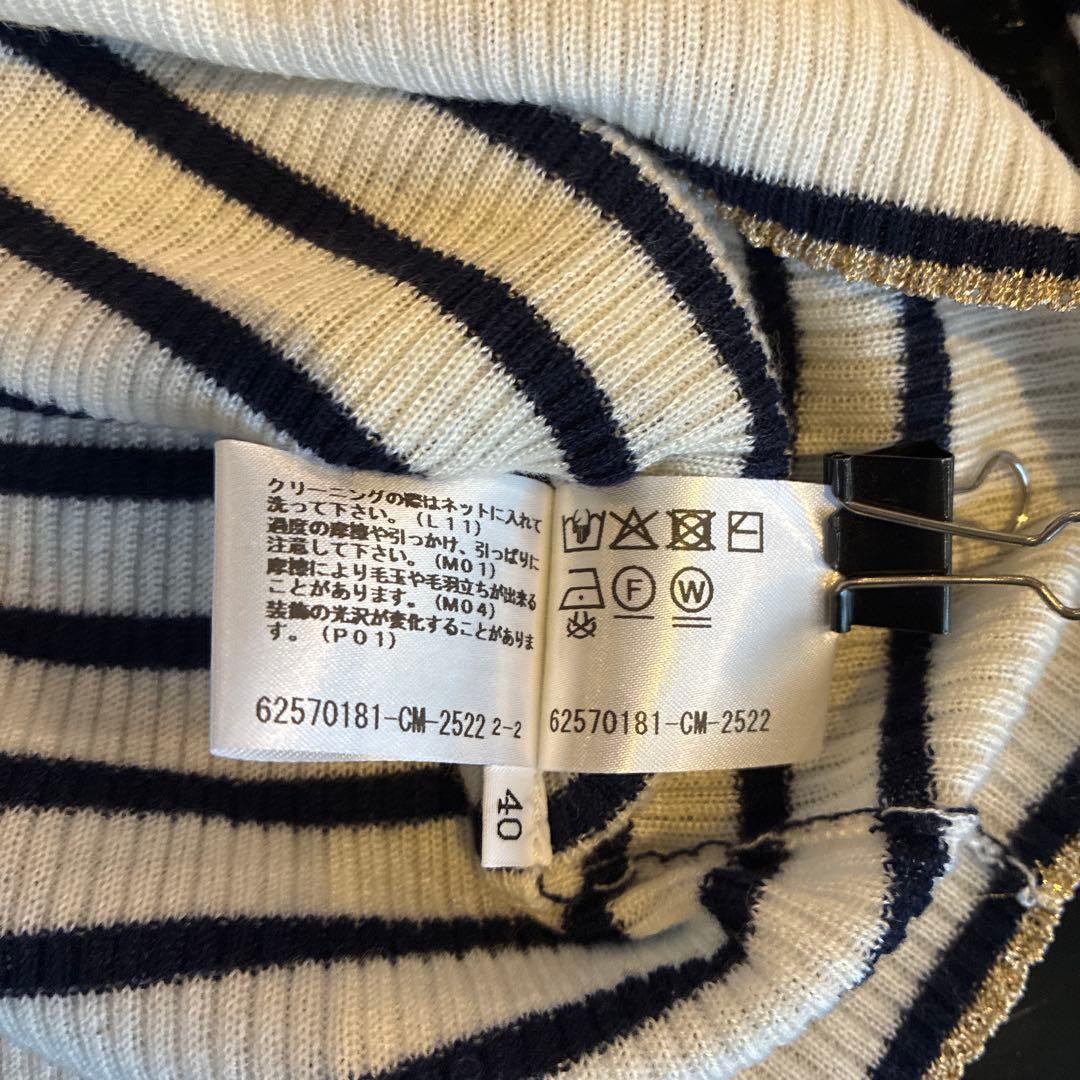 クリーニングの際はネットに入れて
洗って下さい。(L11)
過度の摩擦や引っかけ、引っぱりに
注意して下さい。(M01)
摩擦により毛玉や毛羽立ちが出来る
ことがあります。(M04)
装飾の光沢が変化することがありま
す。(P01)
62570181-CM-2522 2-2
F W
62570181-CM-2522
40